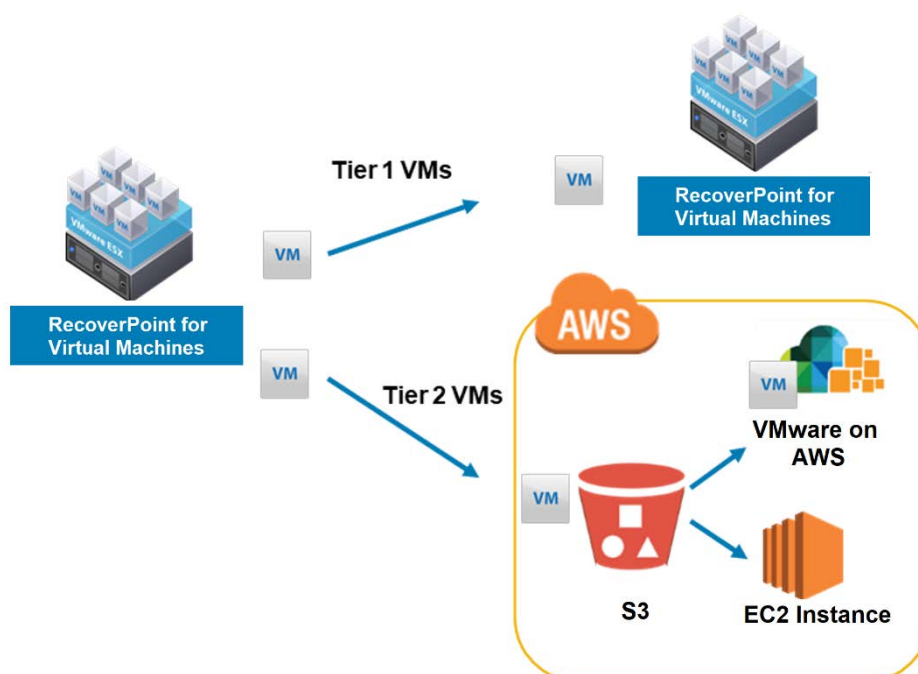 VM VM VM
VM VM VM
VMware ESX
RecoverPoint for
Virtual Machines
VM
Tier 1 VMs
VM
VM VM VM
VM VM VM
VMware ESX
RecoverPoint for
Virtual Machines
VM
Tier 2 VMs
AWS
VM
S3
VM
VMware on
AWS
EC2 Instance